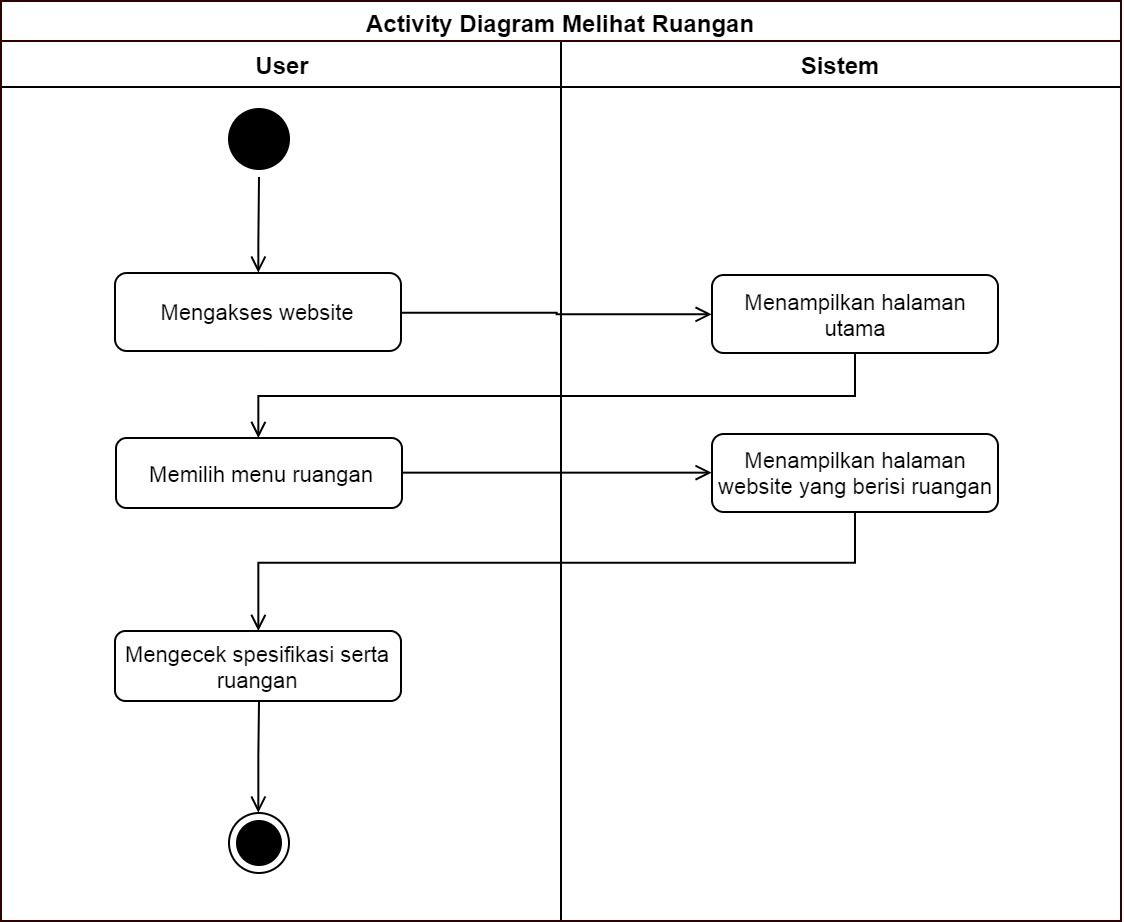 Activity Diagram Melihat Ruangan
User
Sistem
Mengakses website
Menampilkan halaman
utama
Memilih menu ruangan
Menampilkan halaman
website yang berisi ruangan
Mengecek spesifikasi serta
ruangan